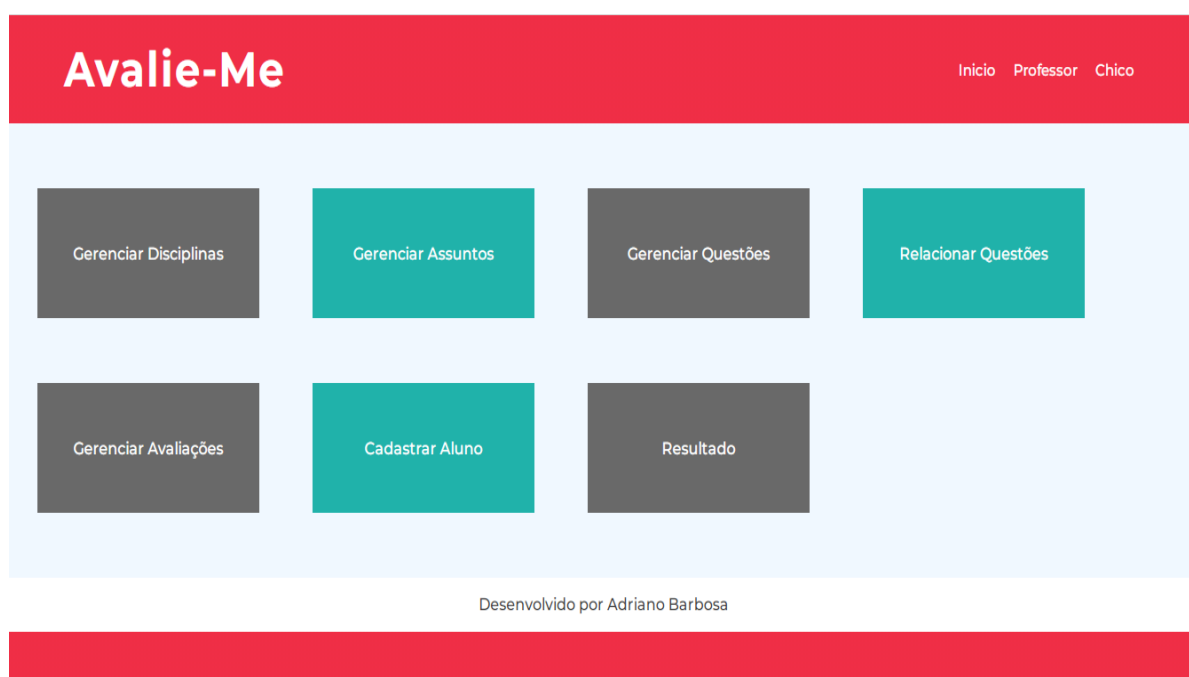 Avalie-Me
Inicio Professor Chico
Gerenciar Disciplinas
Gerenciar Assuntos
Gerenciar Questões
Relacionar Questões
Gerenciar Avaliações
Cadastrar Aluno
Resultado
Desenvolvido por Adriano Barbosa